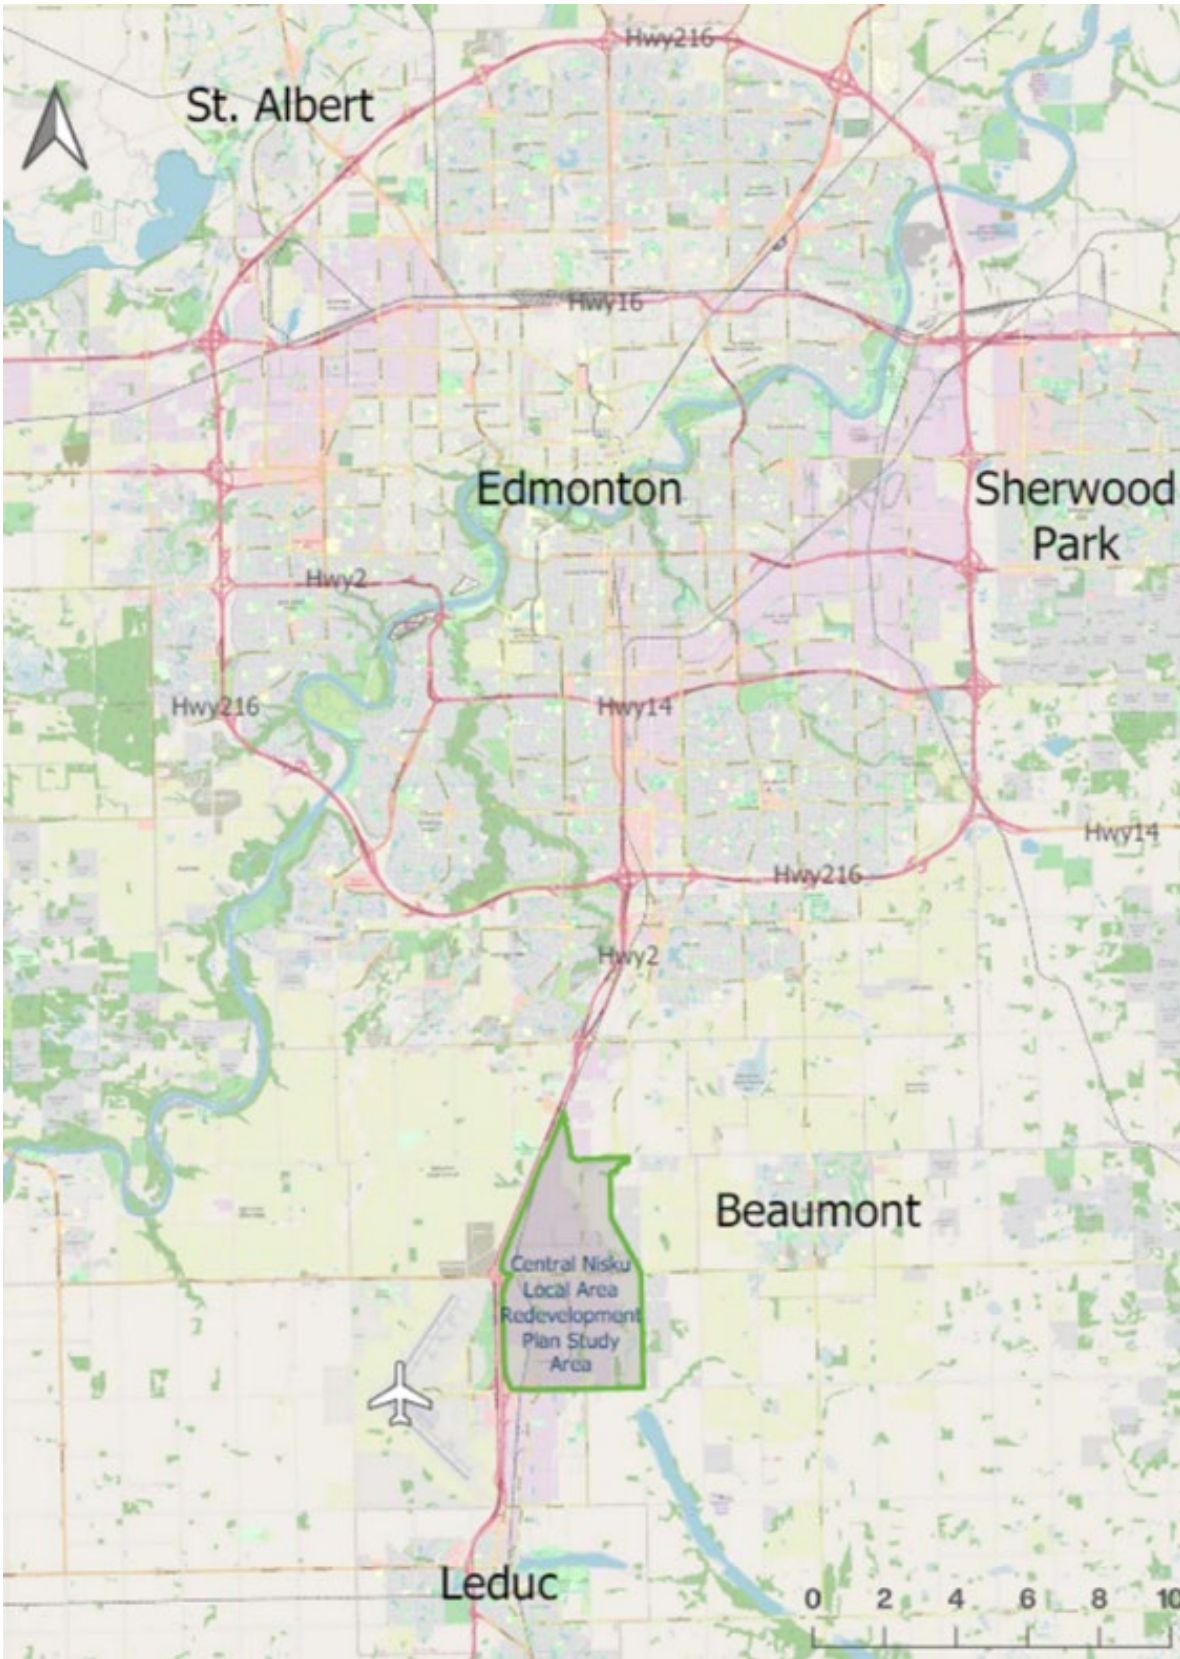 Hwy216
St. Albert
Hwy16
Edmonton
Sherwood
Park
Hwy2
Hwy216
Hwy14
Hwy14
Hwy216
Hwy2
Beaumont
Central Nisku
Local Area
Redevelopment
Plan Study
Area
Leduc
0 2 4 6 8 10